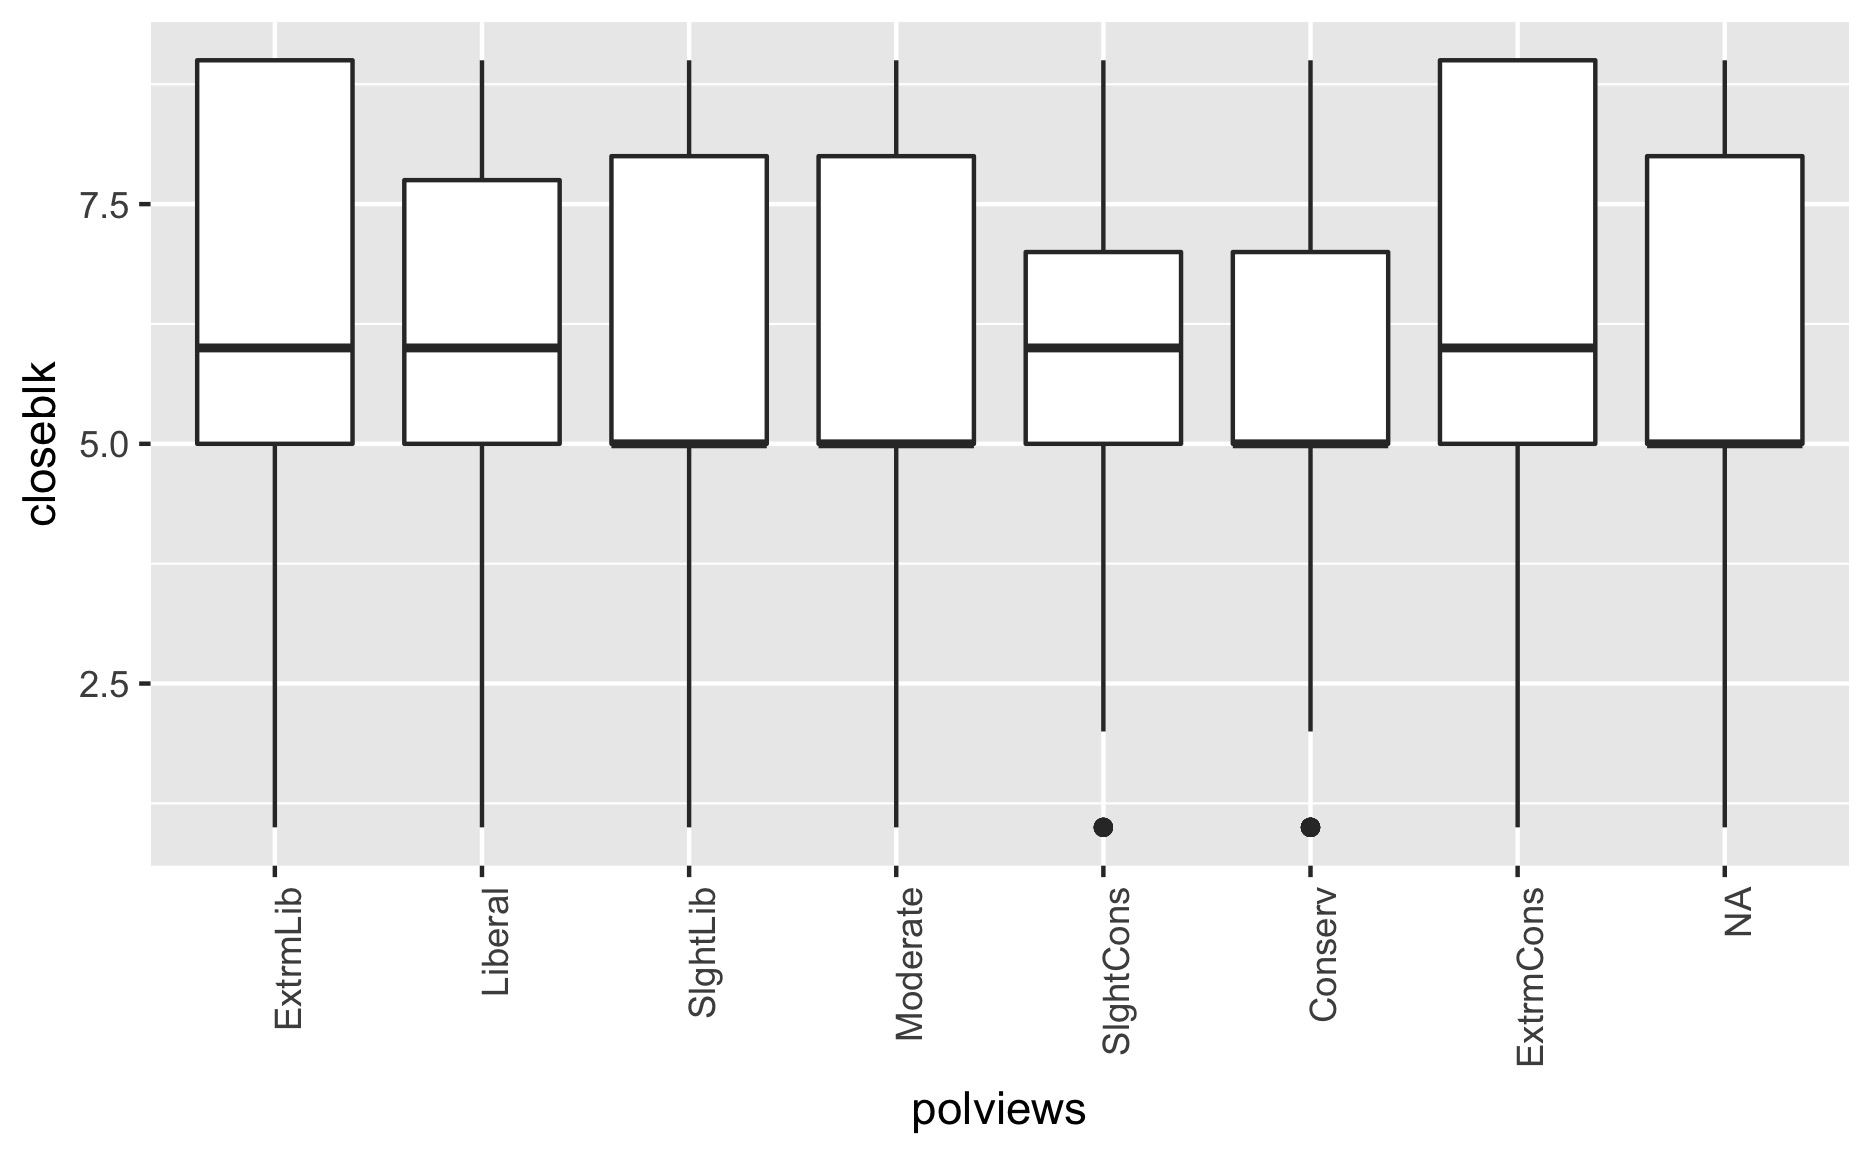 closeblk
7.5
5.0
2.5
ExtrmLib
Liberal
SlghtLib
Moderate
SlghtCons
Conserv
ExtrmCons
NA
polviews